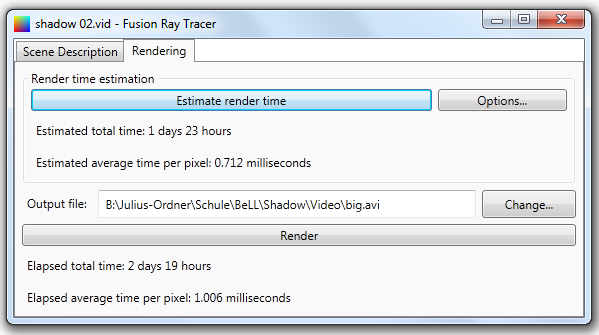 shadow 02.vid - Fusion Ray Tracer
Scene Description Rendering
Render time estimation
Estimate render time Options...
Estimated total time: 1 days 23 hours
Estimated average time per pixel: 0.712 milliseconds
Output file: B:\Julius-Ordner\Schule\BeLL\Shadow\Video\big.avi Change...
Render
Elapsed total time: 2 days 19 hours
Elapsed average time per pixel: 1.006 milliseconds